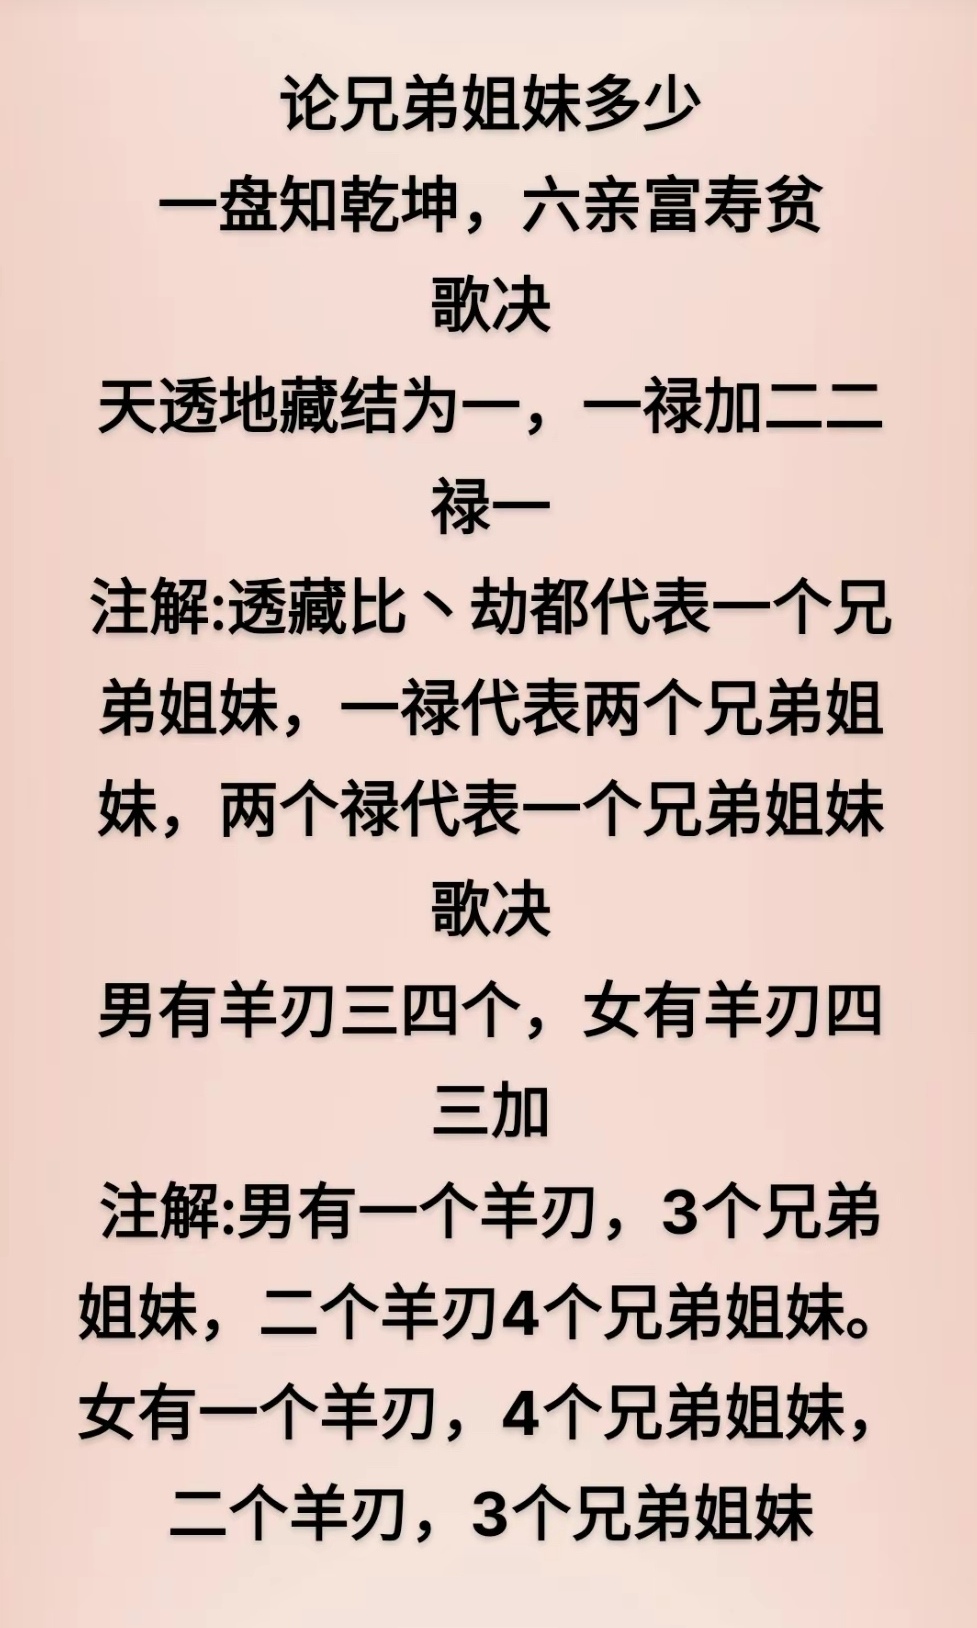 论兄弟姐妹多少
一盘知乾坤，六亲富寿贫
歌决
天透地藏结为一，一禄加二二
禄一
注解:透藏比丶劫都代表一个兄
弟姐妹，一禄代表两个兄弟姐
妹，两个禄代表一个兄弟姐妹
歌决
男有羊刃三四个，女有羊刃四
三加
注解:男有一个羊刃，3个兄弟
姐妹，二个羊刃4个兄弟姐妹。
女有一个羊刃，4个兄弟姐妹，
二个羊刃，3个兄弟姐妹